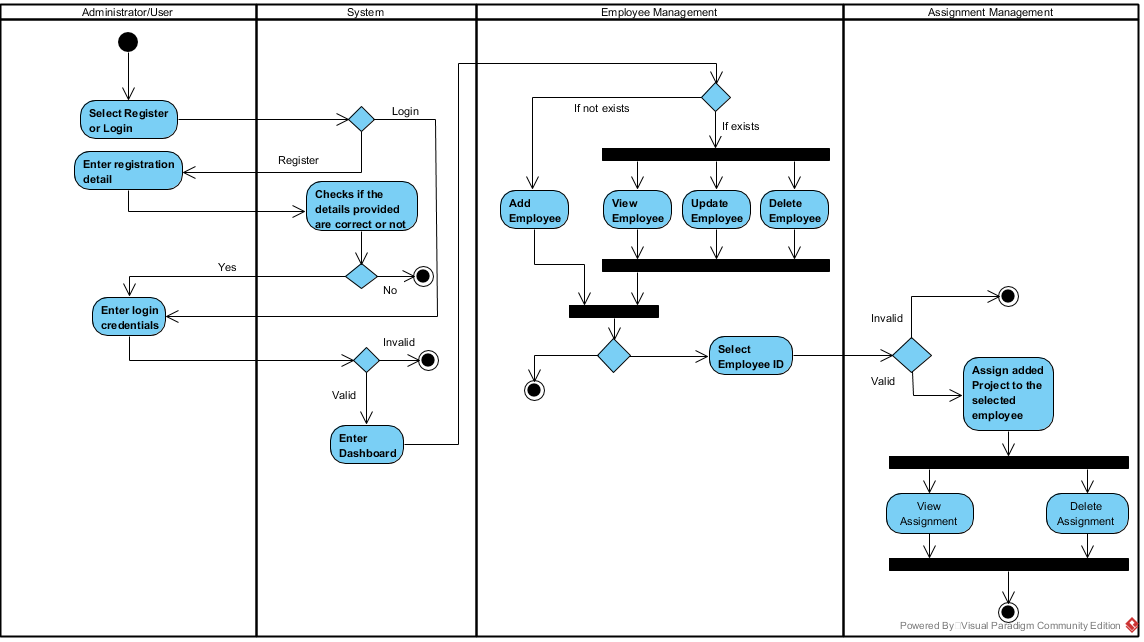 Administrator/User
System
Employee Management
Assignment Management
Select Register
or Login
Login
Register
Enter registration
detail
Checks if the
details provided
are correct or not
Yes
No
Enter login
credentials
Invalid
Valid
Enter
Dashboard
If not exists
If exists
Add
Employee
View
Employee
Update
Employee
Delete
Employee
Select
Employee ID
Invalid
Valid
Assign added
Project to the
selected
employee
View
Assignment
Delete
Assignment
Powered By Visual Paradigm Community Edition